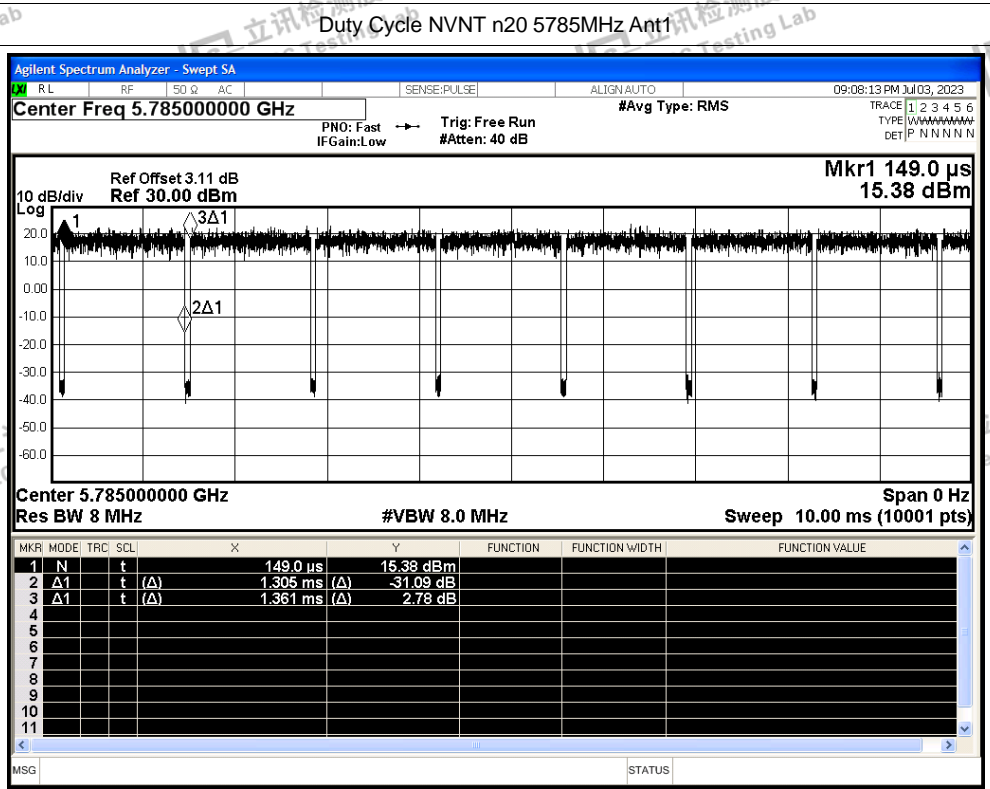 Duty Cycle NVNT n20 5785MHz Ant1
Agilent Spectrum Analyzer - Swept SA
LXI RL RF 50 Ω AC SENSE:PULSE ALIGN AUTO 09:08:13 PM Jul 03, 2023
Center Freq 5.785000000 GHz #Avg Type: RMS TRACE 1 2 3 4 5 6
PNO: Fast Trig: Free Run TYPE WWWWWW
IFGain:Low #Atten: 40 dB DET P N N N N N
Mkr1 149.0 µs
Ref Offset 3.11 dB
10 dB/div Ref 30.00 dBm 15.38 dBm
Log
1
3Δ1
20.0
10.0
0.00
2Δ1
-10.0
-20.0
-30.0
-40.0
-50.0
-60.0
Center 5.785000000 GHz Span 0 Hz
Res BW 8 MHz #VBW 8.0 MHz Sweep 10.00 ms (10001 pts)
MKR MODE TRC SCL X Y FUNCTION FUNCTION WIDTH FUNCTION VALUE
1 N t 149.0 µs 15.38 dBm
2 Δ1 t (Δ) 1.305 ms (Δ) -31.09 dB
3 Δ1 t (Δ) 1.361 ms (Δ) 2.78 dB
4
5
6
7
8
9
10
11
MSG STATUS